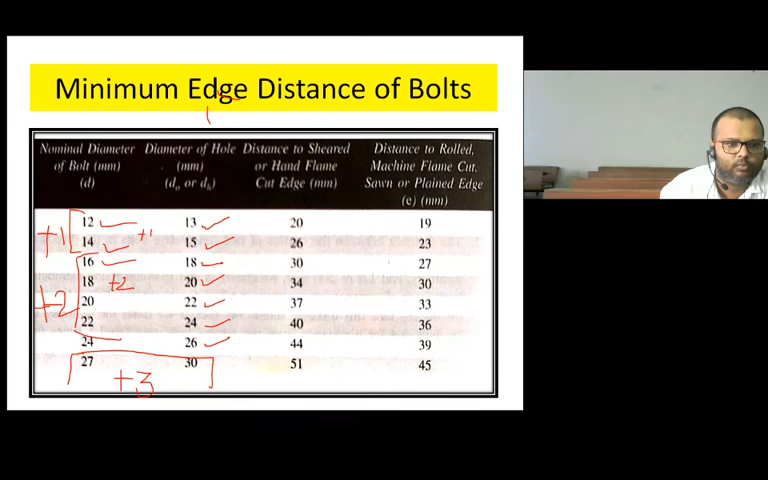 Minimum Edge Distance of Bolts
Nominal Diameter of Bolt (mm) (d) Diameter of Hole (mm) (d₀ or dₕ) Distance to Sheared or Hand Flame Cut Edge (mm) Distance to Rolled, Machine Flame Cut, Sawn or Plained Edge (e) (mm)
12 13 20 19
+1 14 +1 15 26 23
16 18 30 27
18 +2 20 34 30
+2 20 22 37 33
22 24 40 36
24 26 44 39
27 30 51 45
+3